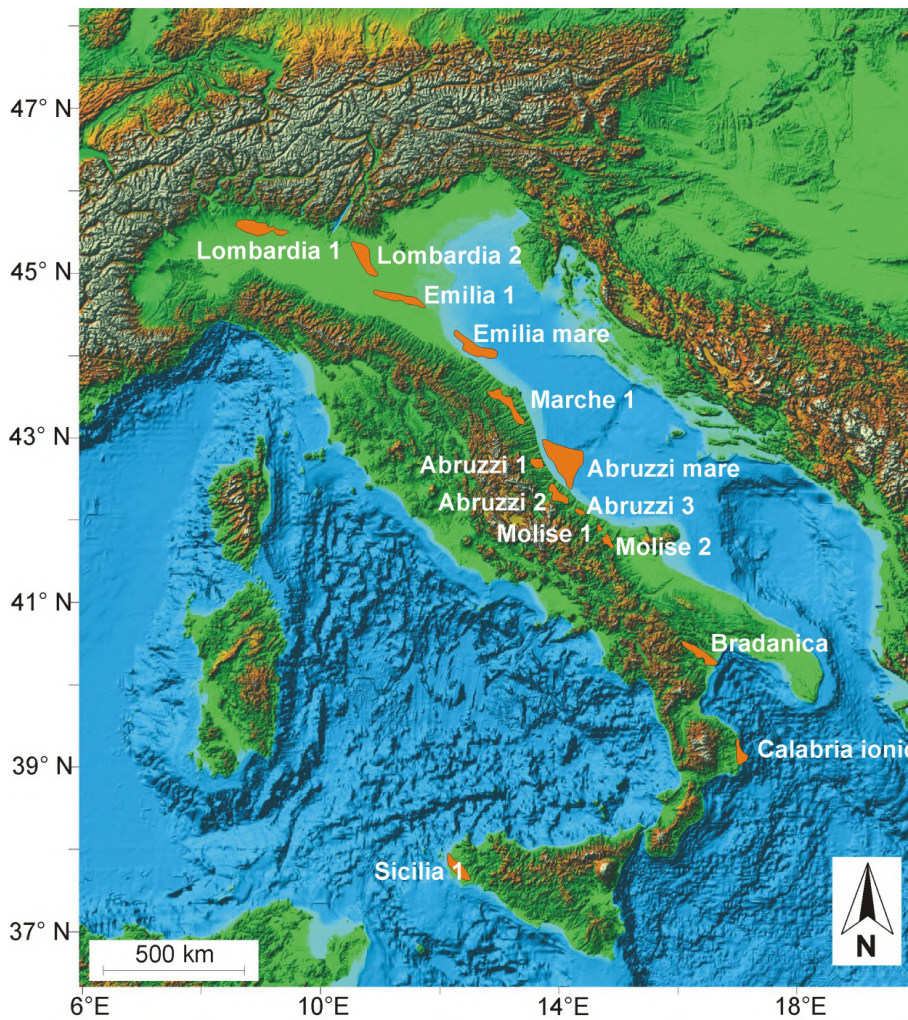 47° N
Lombardia 1
Lombardia 2
45° N
Emilia 1
Emilia mare
Marche 1
43° N
Abruzzi 1
Abruzzi mare
Abruzzi 2
Abruzzi 3
Molise 1
Molise 2
41° N
Bradanica
Calabria ionic
39° N
Sicilia 1
37° N
500 km
N
6°E
10°E
14°E
18°E